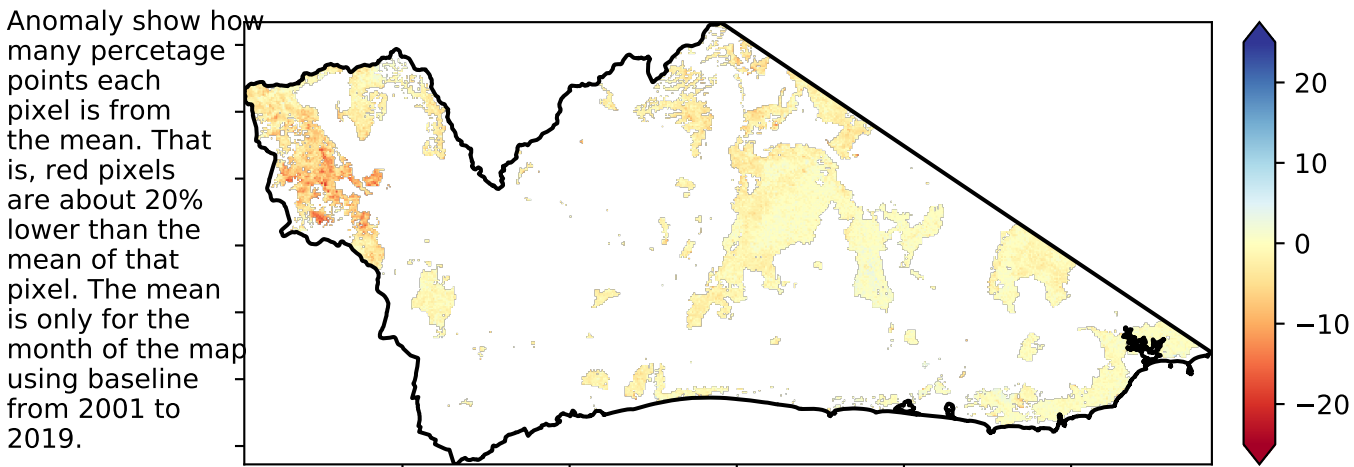 Anomaly show how
many percetage
points each
pixel is from
the mean. That
is, red pixels
are about 20%
lower than the
mean of that
pixel. The mean
is only for the
month of the map
using baseline
from 2001 to
2019.
20
10
0
−10
−20